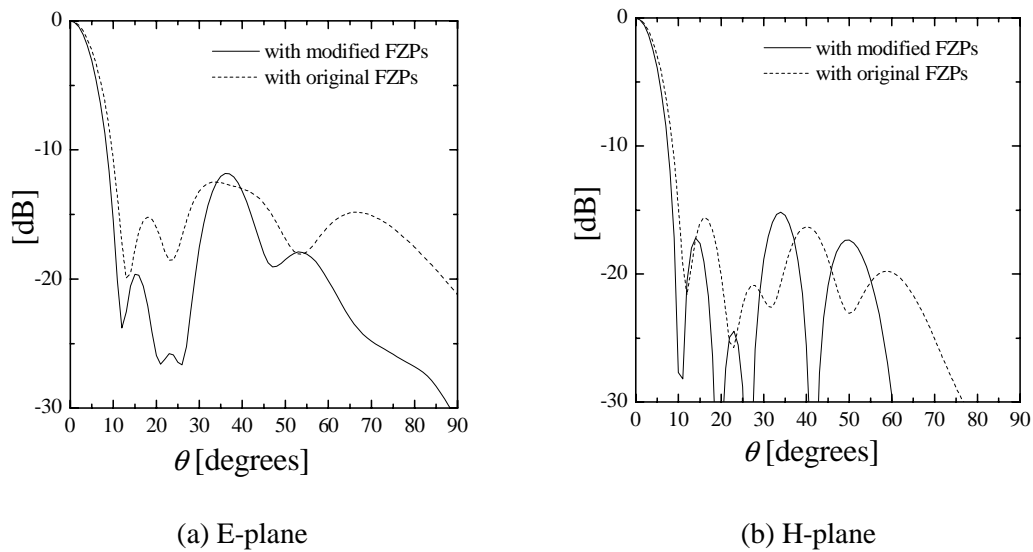 0
-10
-20
-30
[dB]
with modified FZPs
with original FZPs
0 10 20 30 40 50 60 70 80 90
θ [degrees]
(a) E-plane
0
-10
-20
-30
[dB]
with modified FZPs
with original FZPs
0 10 20 30 40 50 60 70 80 90
θ [degrees]
(b) H-plane